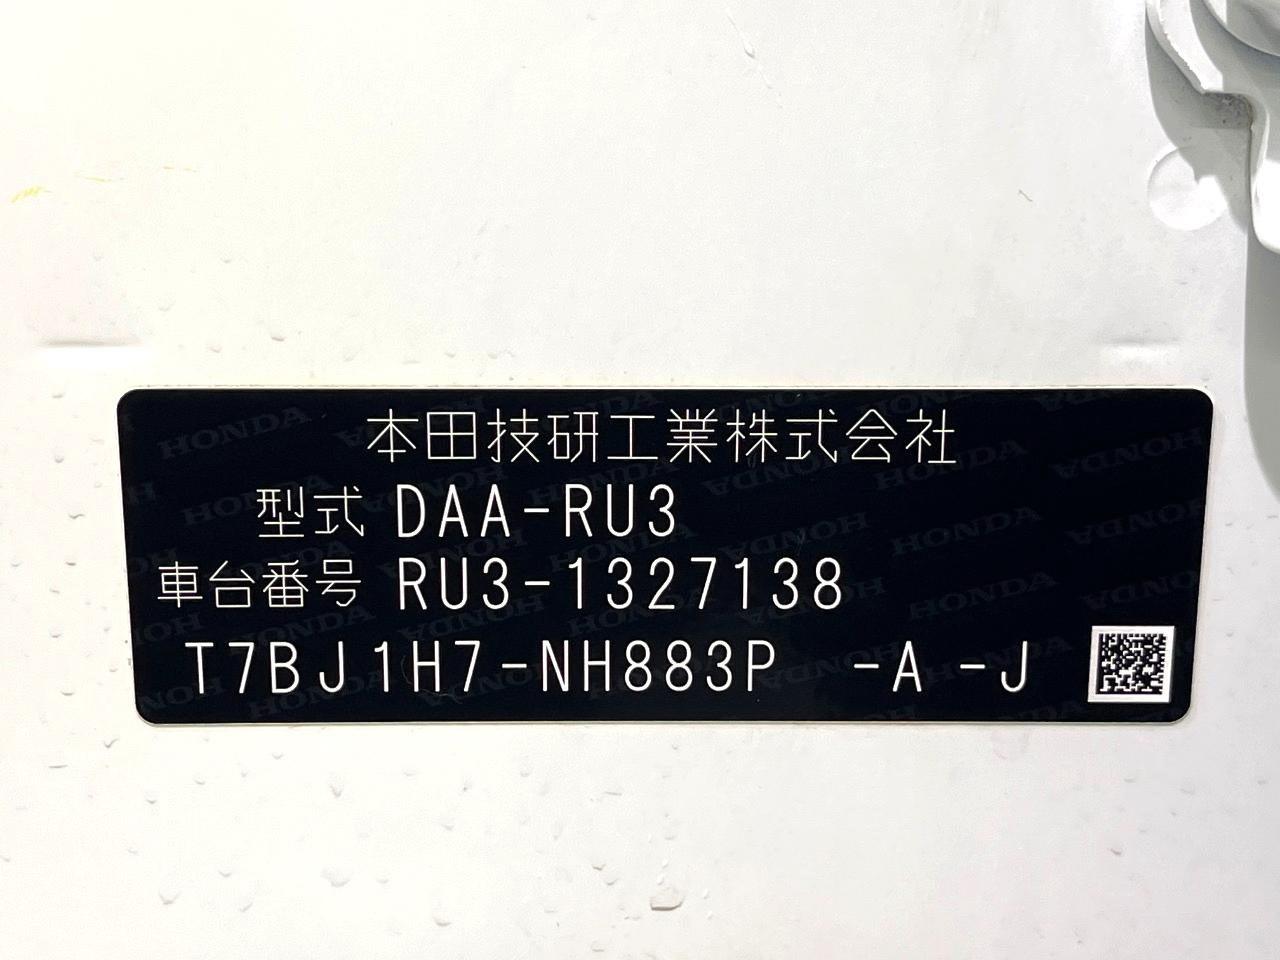 本田技研工業株式会社
型式 DAA-RU3
車台番号 RU3-1327138
T7BJ1H7-NH883P -A -J